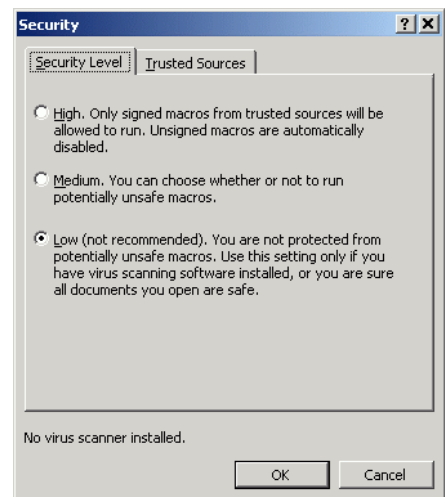 Security
Security Level
Trusted Sources
High. Only signed macros from trusted sources will be
allowed to run. Unsigned macros are automatically
disabled.
Medium. You can choose whether or not to run
potentially unsafe macros.
Low (not recommended). You are not protected from
potentially unsafe macros. Use this setting only if you
have virus scanning software installed, or you are sure
all documents you open are safe.
No virus scanner installed.
OK
Cancel